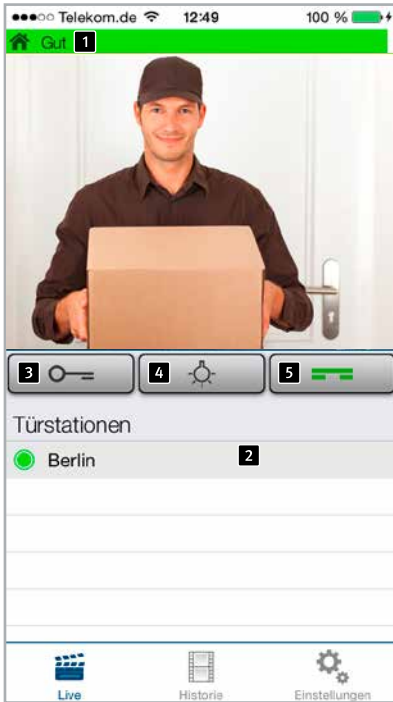 Telekom.de 12:49 100 %
Gut 1
3 4 5
Türstationen
Berlin 2
Live Historie Einstellungen